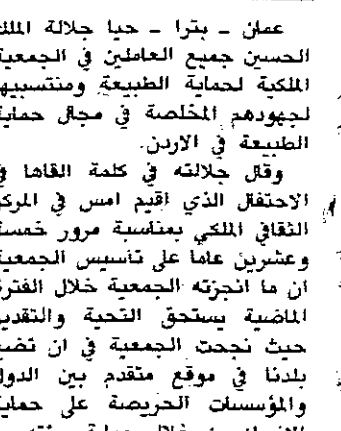 عمان ـ بترا ـ حيا جلالة الملك
الحسين جميع العاملين في الجمعية
الملكية لحماية الطبيعة ومنتسبيها
لجهودهم المخلصة في مجال حماية
الطبيعة في الاردن.
وقال جلالته في كلمة القاها في
الاحتفال الذي اقيم امس في المركز
الثقافي الملكي بمناسبة مرور خمسة
وعشرين عاما على تأسيس الجمعية
ان ما انجزته الجمعية خلال الفترة
الماضية يستحق التحية والتقدير
حيث نجحت الجمعية في ان تضع
بلدنا في موقع متقدم بين الدول
والمؤسسات الحريصة على حماية